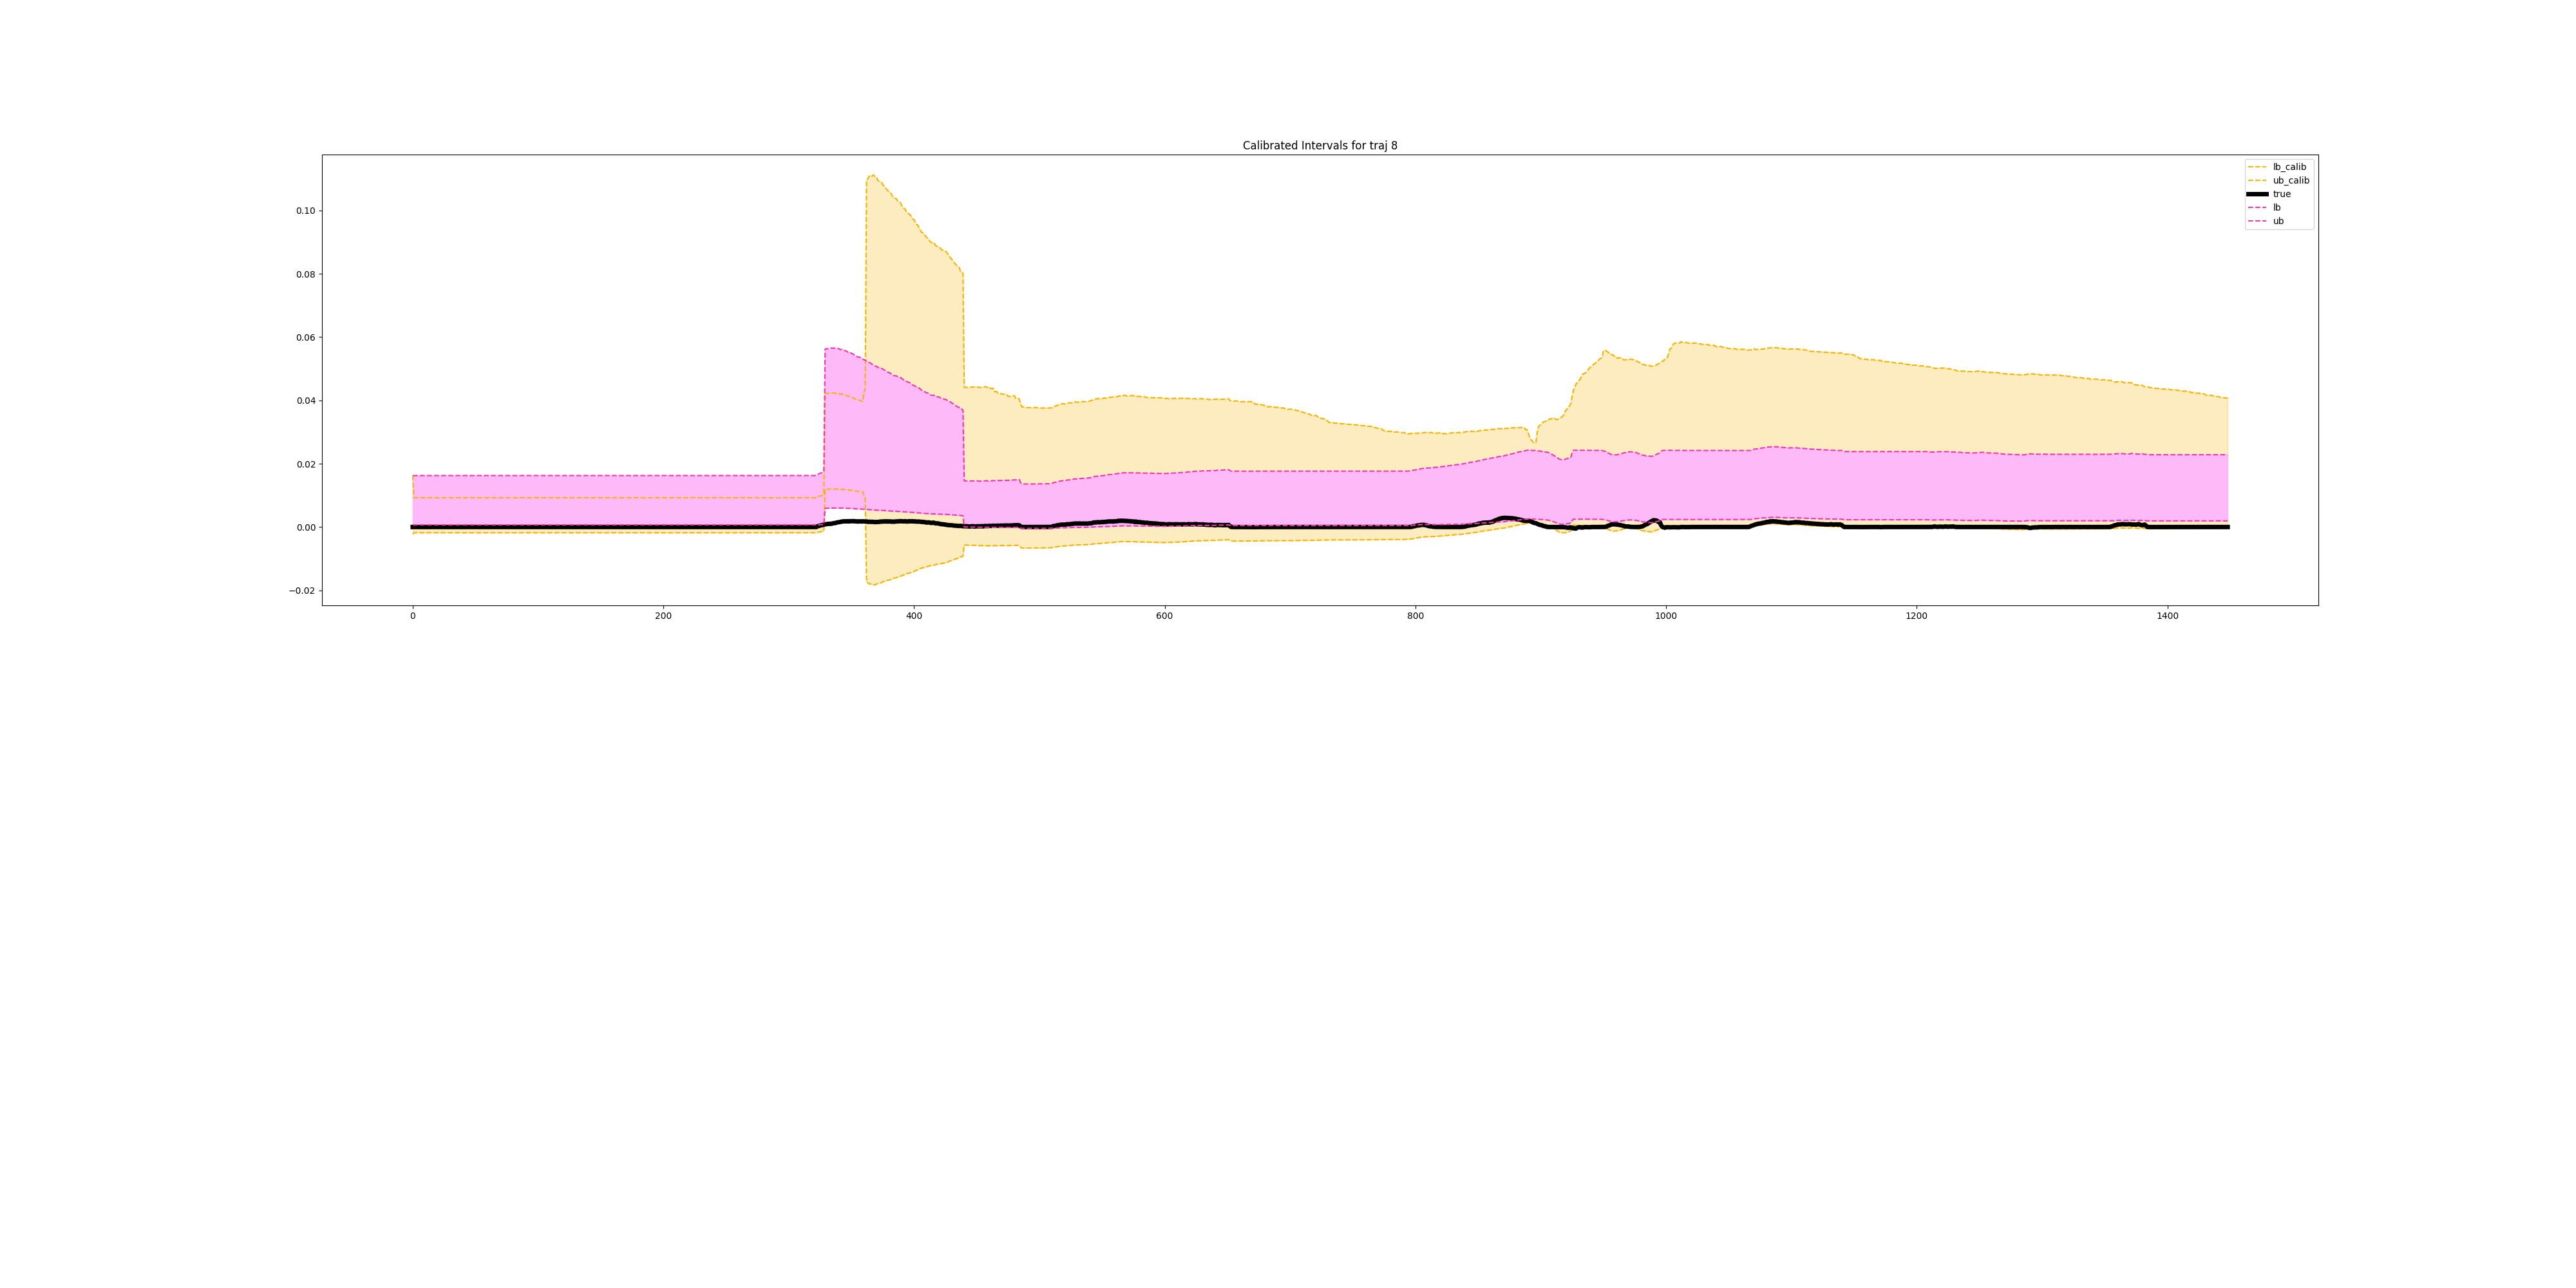 Calibrated Intervals for traj 8
lb_calib
ub_calib
true
lb
ub
0.10
0.08
0.06
0.04
0.02
0.00
−0.02
0 200 400 600 800 1000 1200 1400